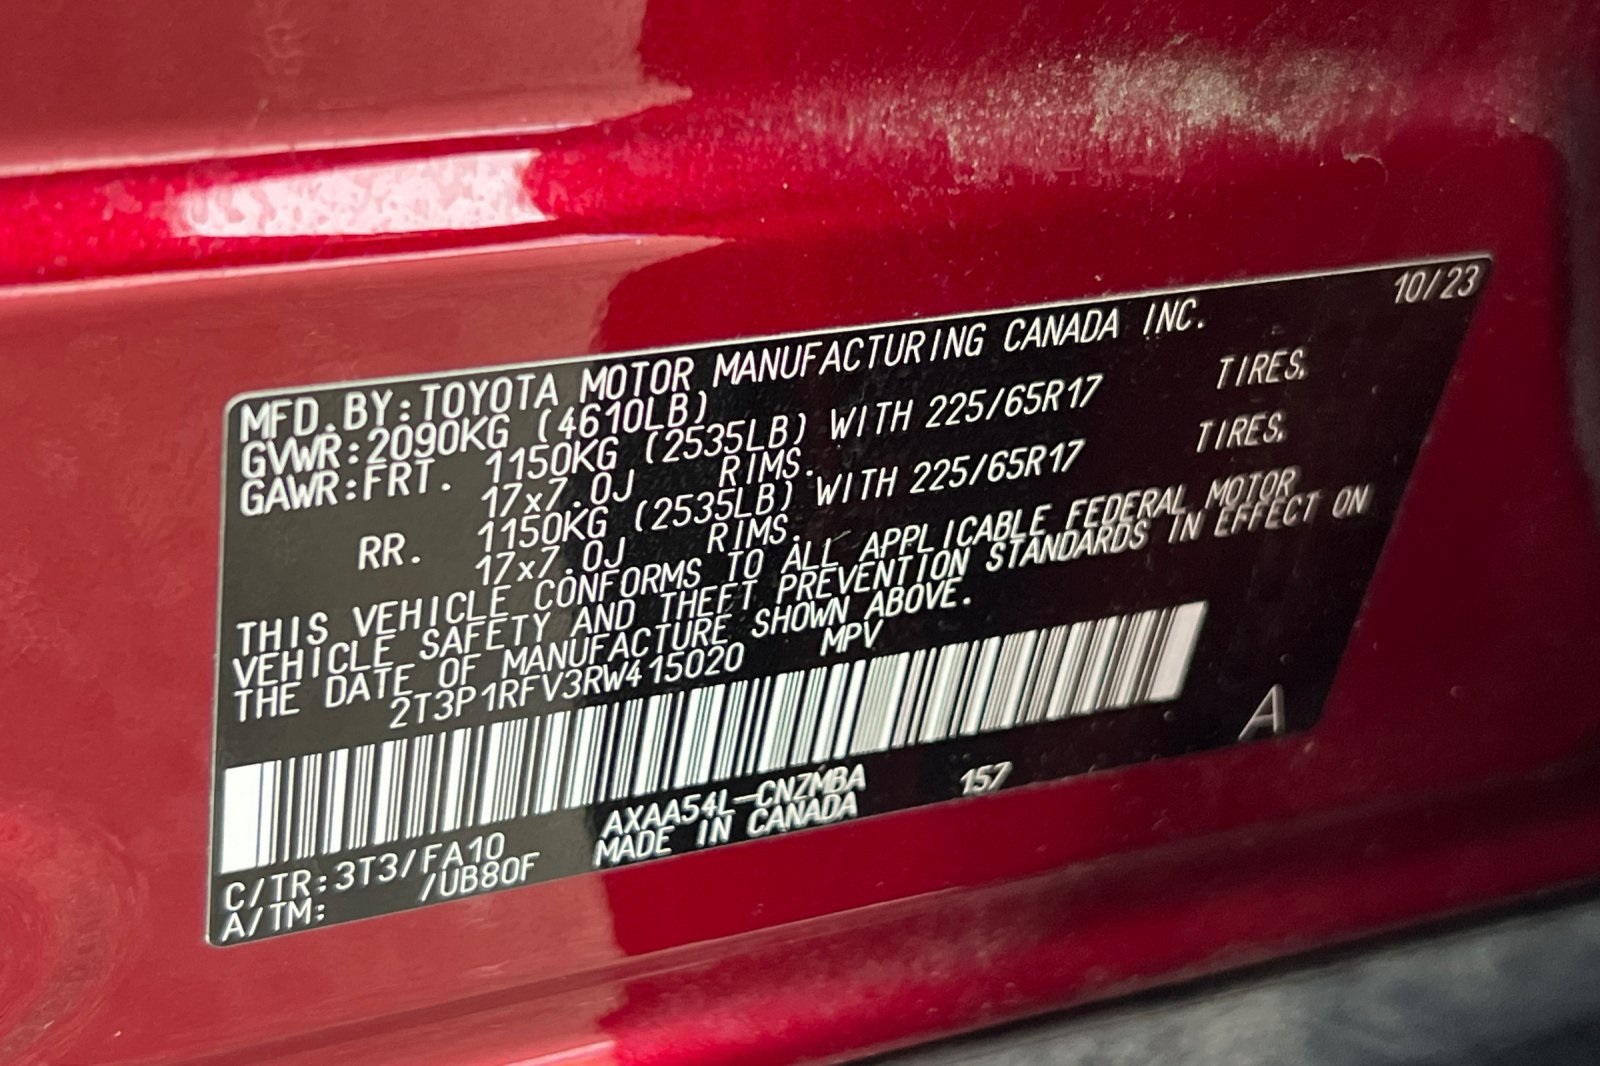 10/23
MFD. BY: TOYOTA MOTOR MANUFACTURING CANADA INC.
GVWR: 2090KG (4610LB)
GAWR: FRT. 1150KG (2535LB) WITH 225/65R17 TIRES,
17x7.0J RIMS.
RR. 1150KG (2535LB) WITH 225/65R17 TIRES,
17x7.0J RIMS.
THIS VEHICLE CONFORMS TO ALL APPLICABLE FEDERAL MOTOR
VEHICLE SAFETY AND THEFT PREVENTION STANDARDS IN EFFECT ON
THE DATE OF MANUFACTURE SHOWN ABOVE.
2T3P1RFV3RW415020 MPV
A
C/TR: 3T3/FA10 AXAA54L-CNZMBA 157
A/TM: /UB80F MADE IN CANADA